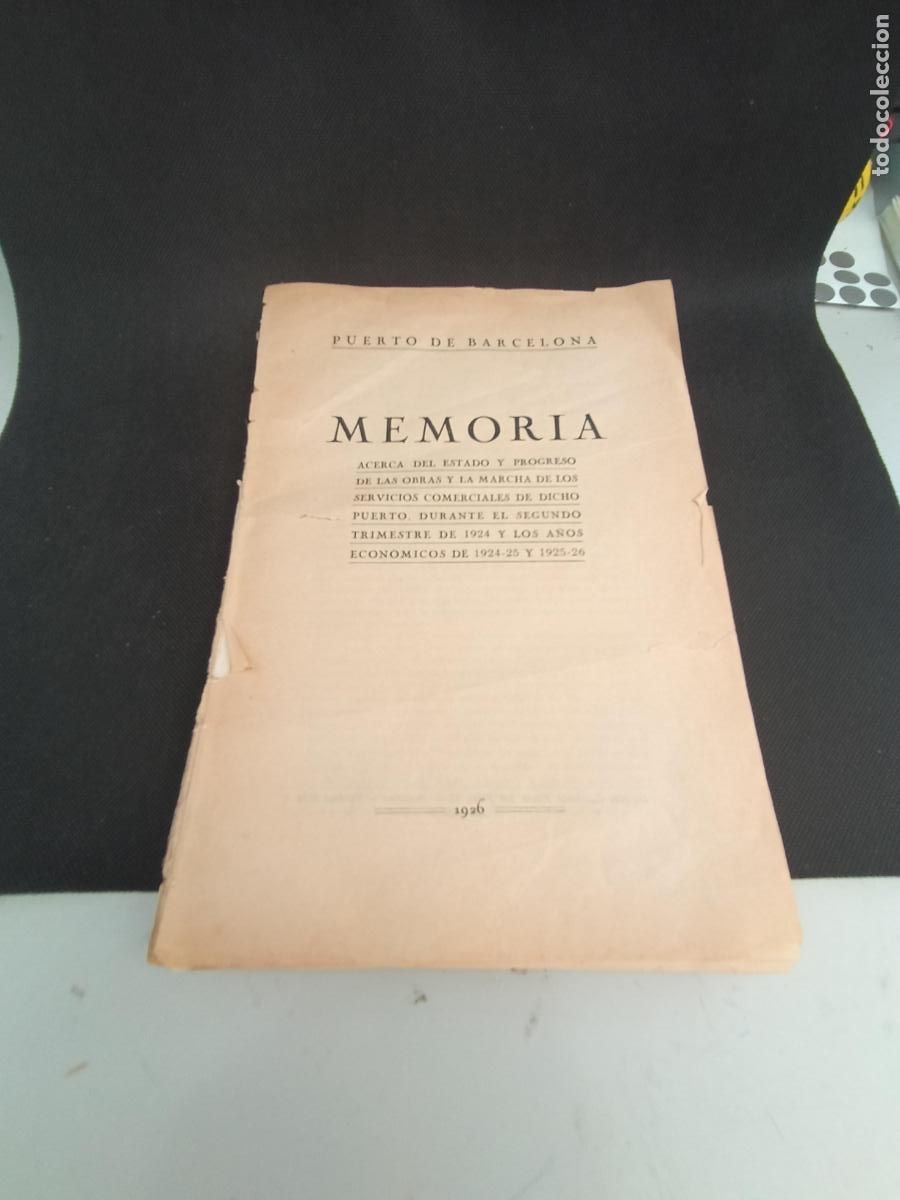 PUERTO DE BARCELONA
MEMORIA
ACERCA DEL ESTADO Y PROGRESO
DE LAS OBRAS Y LA MARCHA DE LOS
SERVICIOS COMERCIALES DE DICHO
PUERTO, DURANTE EL SEGUNDO
TRIMESTRE DE 1924 Y LOS AÑOS
ECONÓMICOS DE 1924-25 Y 1925-26
1926
todocoleccion